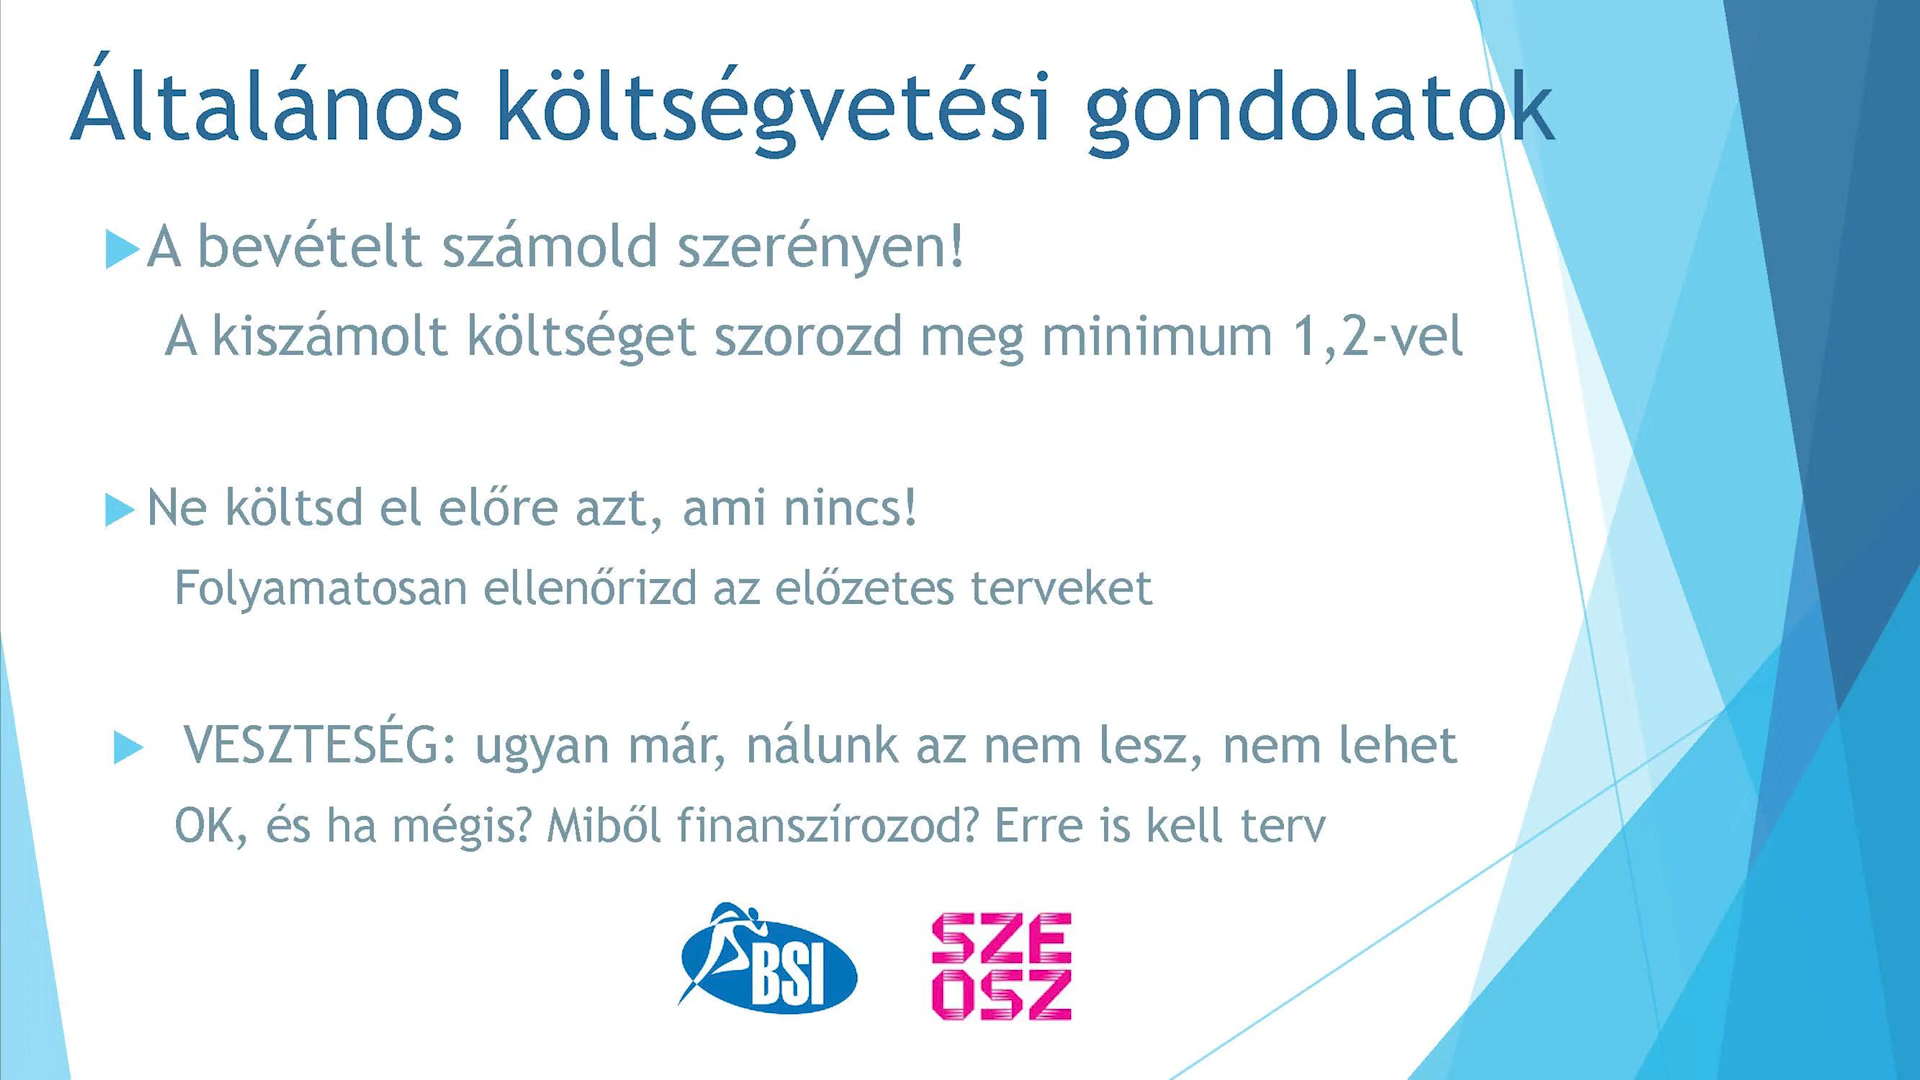 Általános költségvetési gondolatok
A bevételt számold szerényen!
A kiszámolt költséget szorozd meg minimum 1,2-vel
Ne költsd el előre azt, ami nincs!
Folyamatosan ellenőrizd az előzetes terveket
VESZTESÉG: ugyan már, nálunk az nem lesz, nem lehet
OK, és ha mégis? Miből finanszírozod? Erre is kell terv
BSI
SZE
OSZ